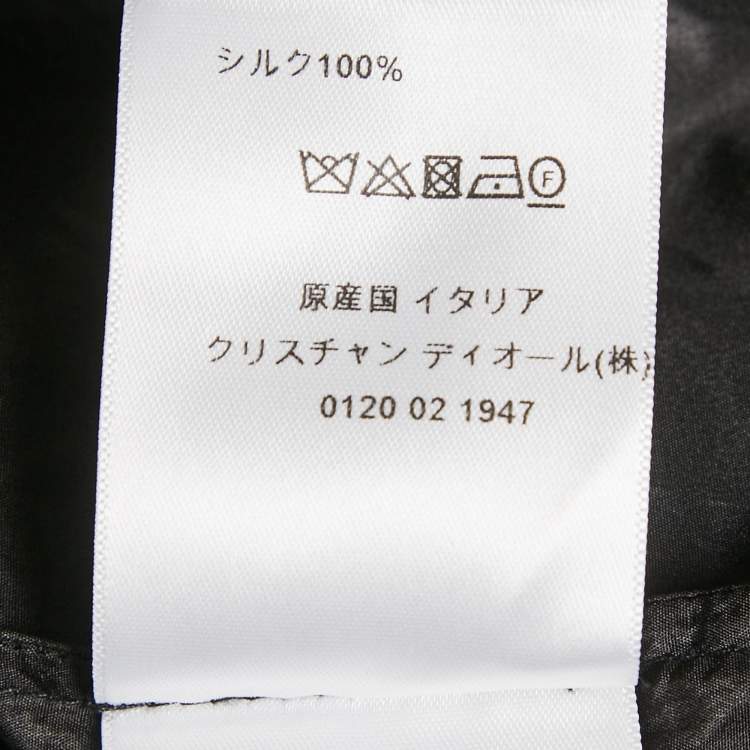 シルク100%
F
原産国 イタリア
クリスチャン ディオール(株)
0120 02 1947